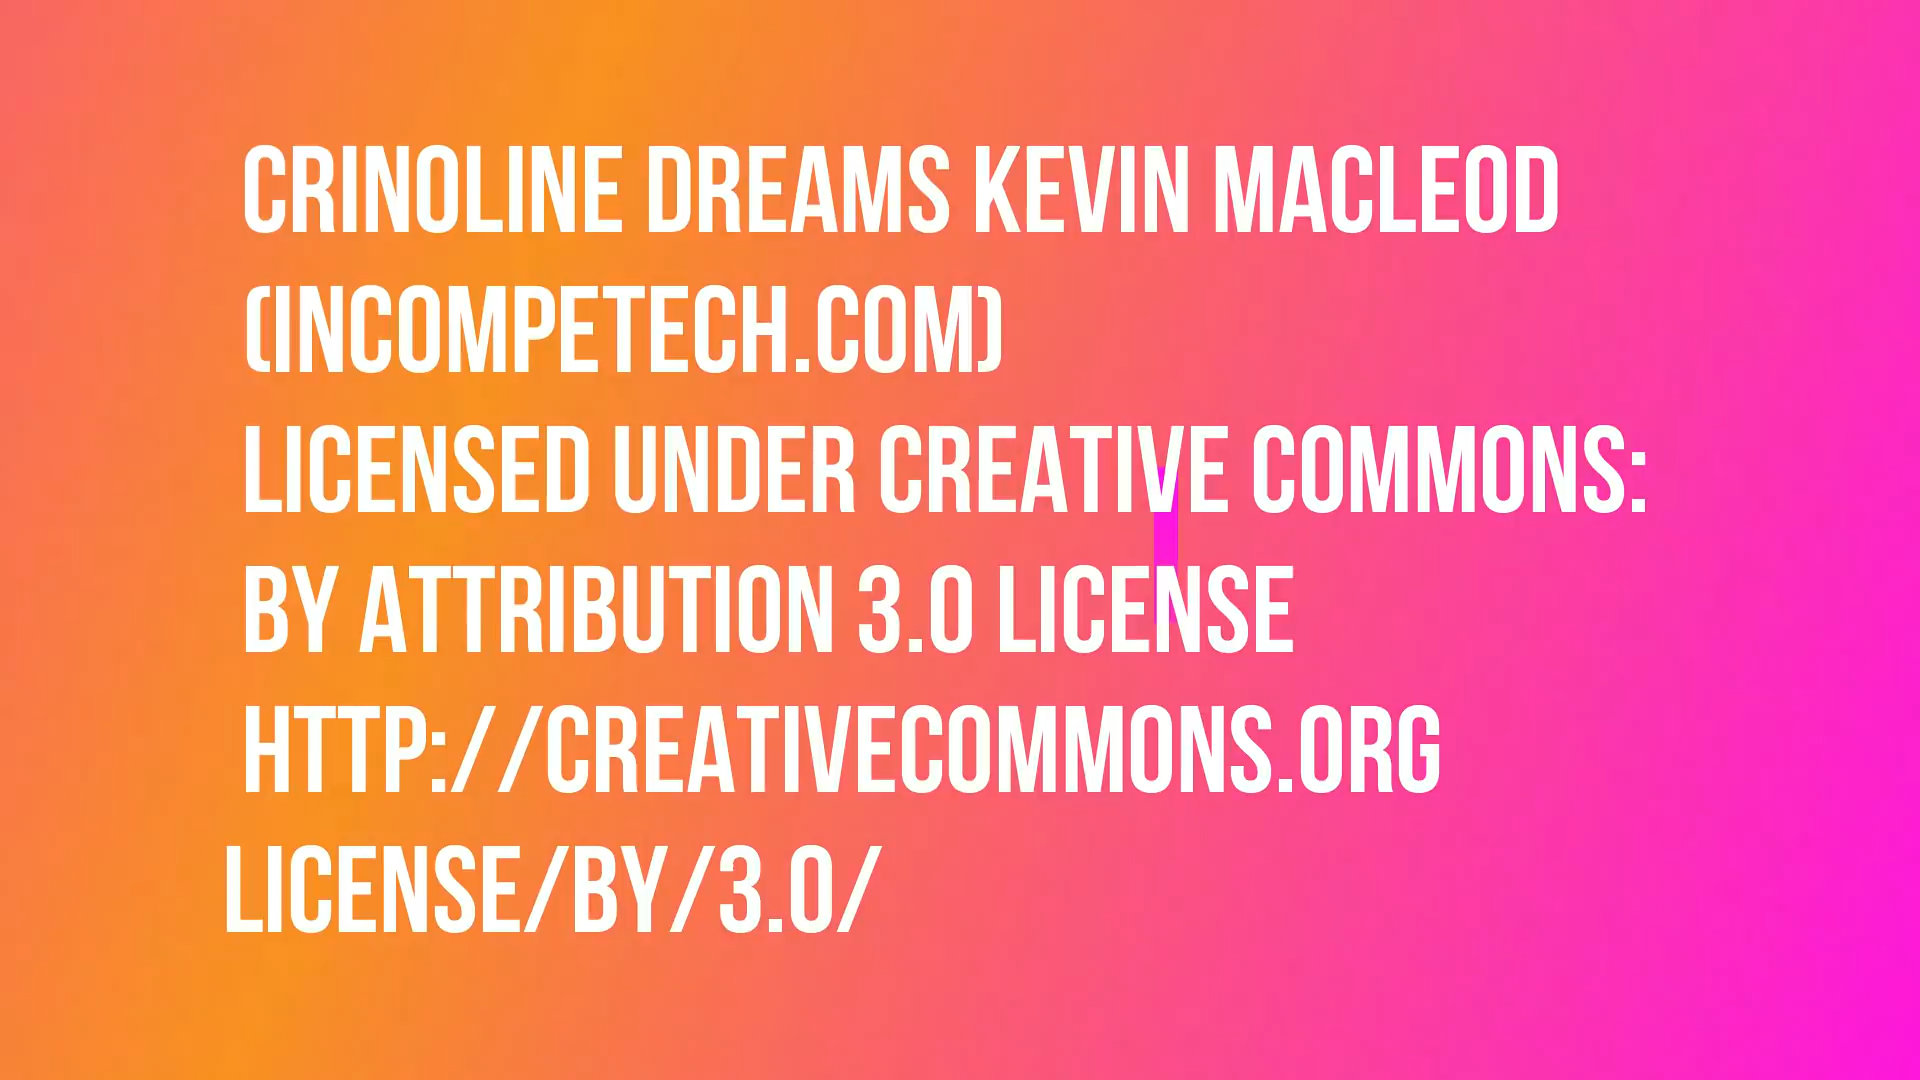 CRINOLINE DREAMS KEVIN MACLEOD
(INCOMPETECH.COM)
LICENSED UNDER CREATIVE COMMONS:
BY ATTRIBUTION 3.0 LICENSE
HTTP://CREATIVECOMMONS.ORG
LICENSE/BY/3.0/